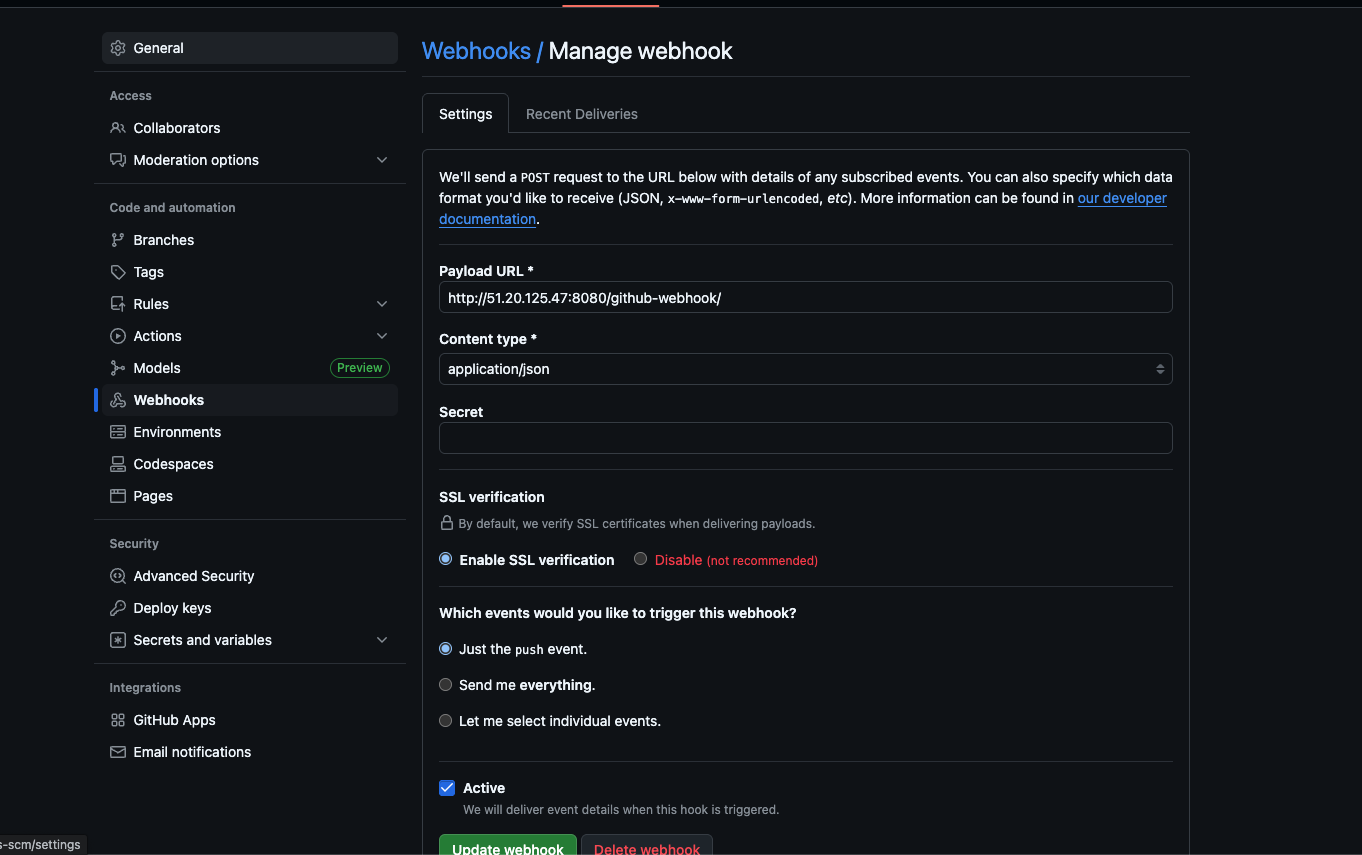 General
Access
Collaborators
Moderation options
Code and automation
Branches
Tags
Rules
Actions
Models Preview
Webhooks
Environments
Codespaces
Pages
Security
Advanced Security
Deploy keys
Secrets and variables
Integrations
GitHub Apps
Email notifications
Webhooks / Manage webhook
Settings Recent Deliveries
We'll send a POST request to the URL below with details of any subscribed events. You can also specify which data
format you'd like to receive (JSON, x-www-form-urlencoded, etc). More information can be found in our developer
documentation.
Payload URL *
http://51.20.125.47:8080/github-webhook/
Content type *
application/json
Secret
SSL verification
By default, we verify SSL certificates when delivering payloads.
Enable SSL verification Disable (not recommended)
Which events would you like to trigger this webhook?
Just the push event.
Send me everything.
Let me select individual events.
Active
We will deliver event details when this hook is triggered.
Update webhook Delete webhook
s-scm/settings